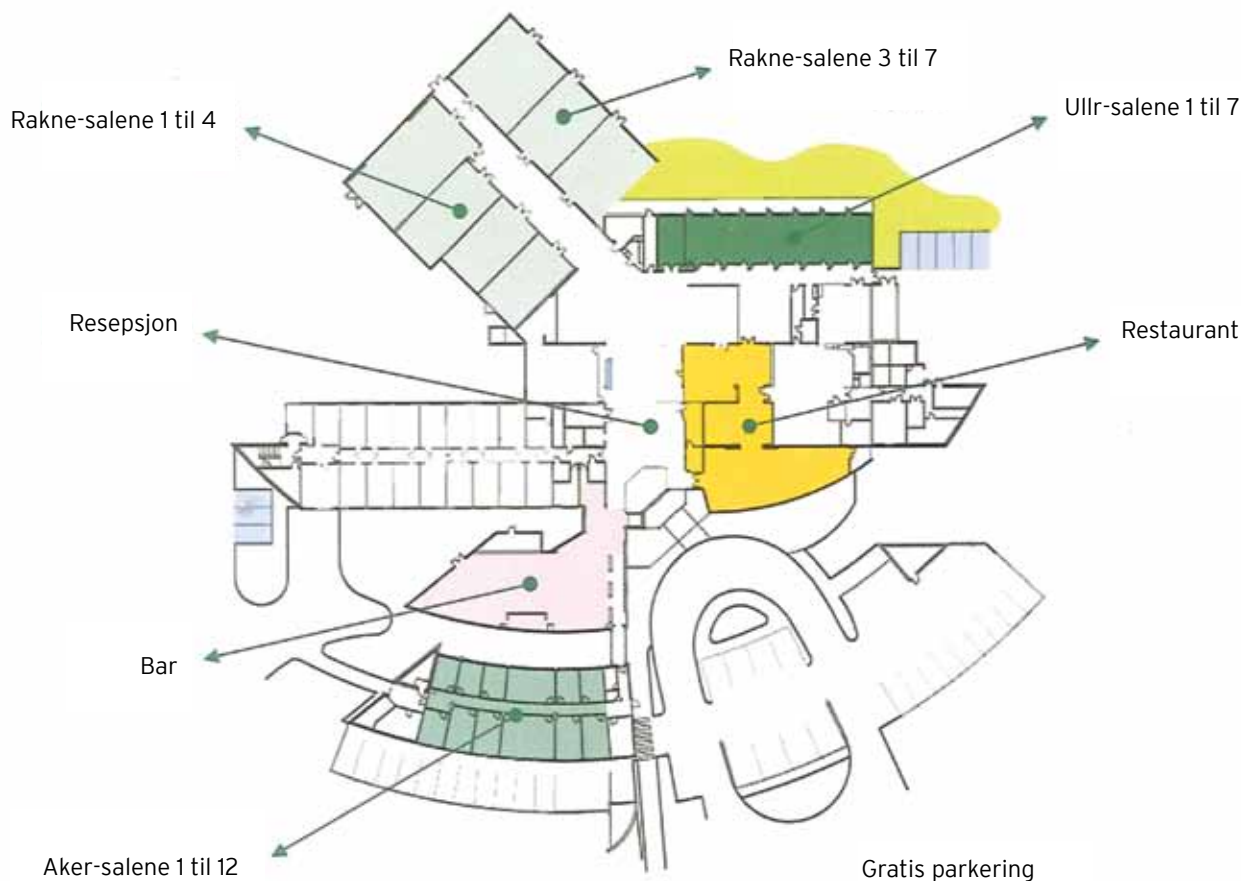 Rakne-salene 3 til 7
Rakne-salene 1 til 4
Ullr-salene 1 til 7
Resepsjon
Restaurant
Bar
Aker-salene 1 til 12
Gratis parkering